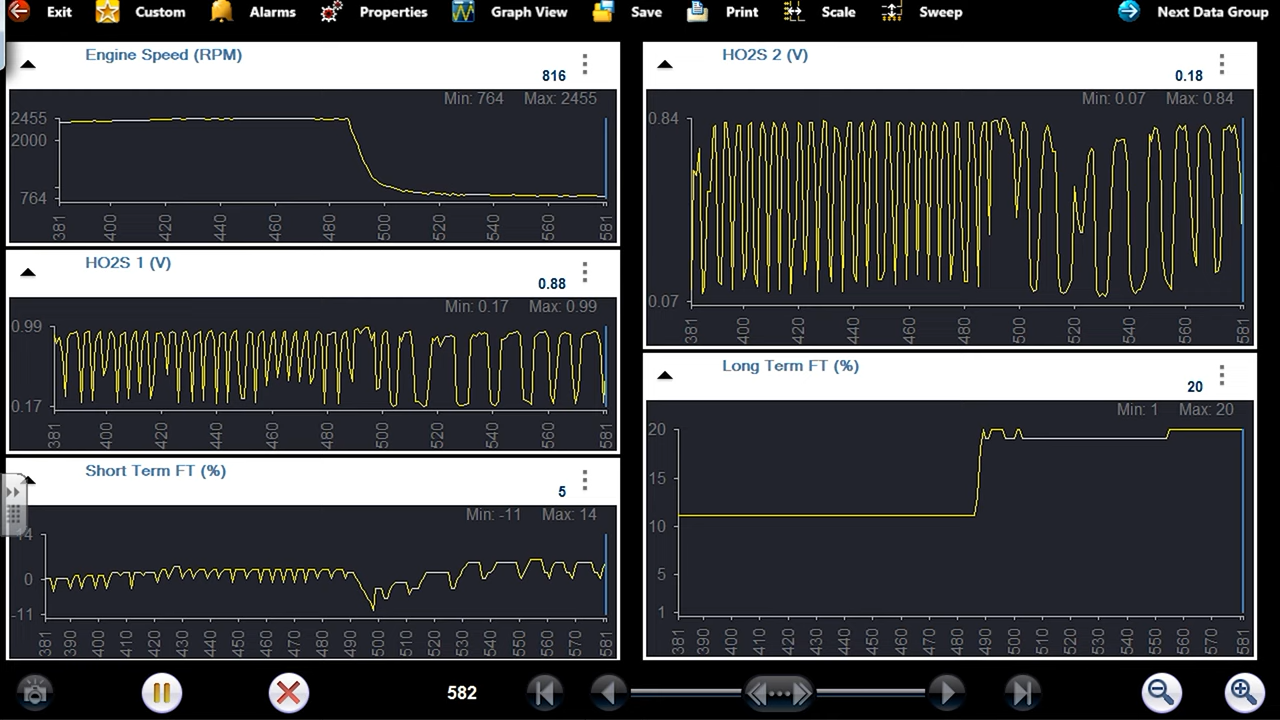 Exit Custom Alarms Properties Graph View Save Print Scale Sweep Next Data Group
Engine Speed (RPM)
816
Min: 764 Max: 2455
2455
2000
764
381 400 420 440 460 480 500 520 540 560 581
HO2S 1 (V)
0.88
Min: 0.17 Max: 0.99
0.99
0.17
381 400 420 440 460 480 500 520 540 560 581
Short Term FT (%)
5
Min: -11 Max: 14
14
0
-11
381 390 400 410 420 430 440 450 460 470 480 490 500 510 520 530 540 550 560 570 581
HO2S 2 (V)
0.18
Min: 0.07 Max: 0.84
0.84
0.07
381 400 420 440 460 480 500 520 540 560 581
Long Term FT (%)
20
Min: 1 Max: 20
20
15
10
5
1
381 390 400 410 420 430 440 450 460 470 480 490 500 510 520 530 540 550 560 570 581
582